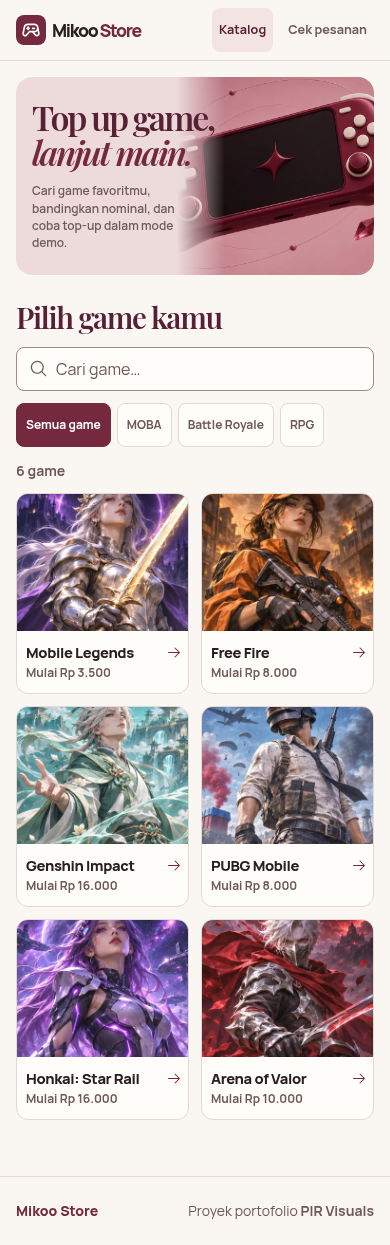 Mikoo Store
Katalog
Cek pesanan
Top up game,
lanjut main.
Cari game favoritmu,
bandingkan nominal, dan
coba top-up dalam mode
demo.
Pilih game kamu
Cari game...
Semua game
MOBA
Battle Royale
RPG
6 game
Mobile Legends
Mulai Rp 3.500
Free Fire
Mulai Rp 8.000
Genshin Impact
Mulai Rp 16.000
PUBG Mobile
Mulai Rp 8.000
Honkai: Star Rail
Mulai Rp 16.000
Arena of Valor
Mulai Rp 10.000
Mikoo Store
Proyek portofolio PIR Visuals